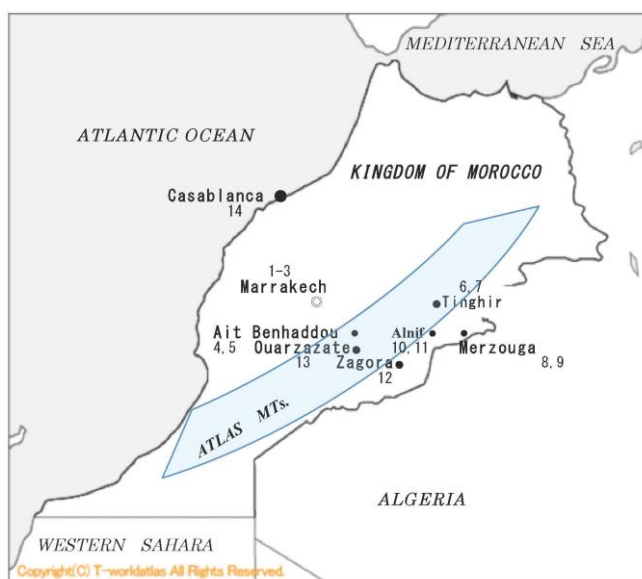 MEDITERRANEAN SEA
ATLANTIC OCEAN
KINGDOM OF MOROCCO
Casablanca
14
1-3
Marrakech
6,7
Tinghir
Ait Benhaddou
4,5
Alnif
10,11
Merzouga
8,9
Ouarzazate
13
Zagora
12
ATLAS MTs.
ALGERIA
WESTERN SAHARA
Copyright(C) T-worldatlas All Rights Reserved.